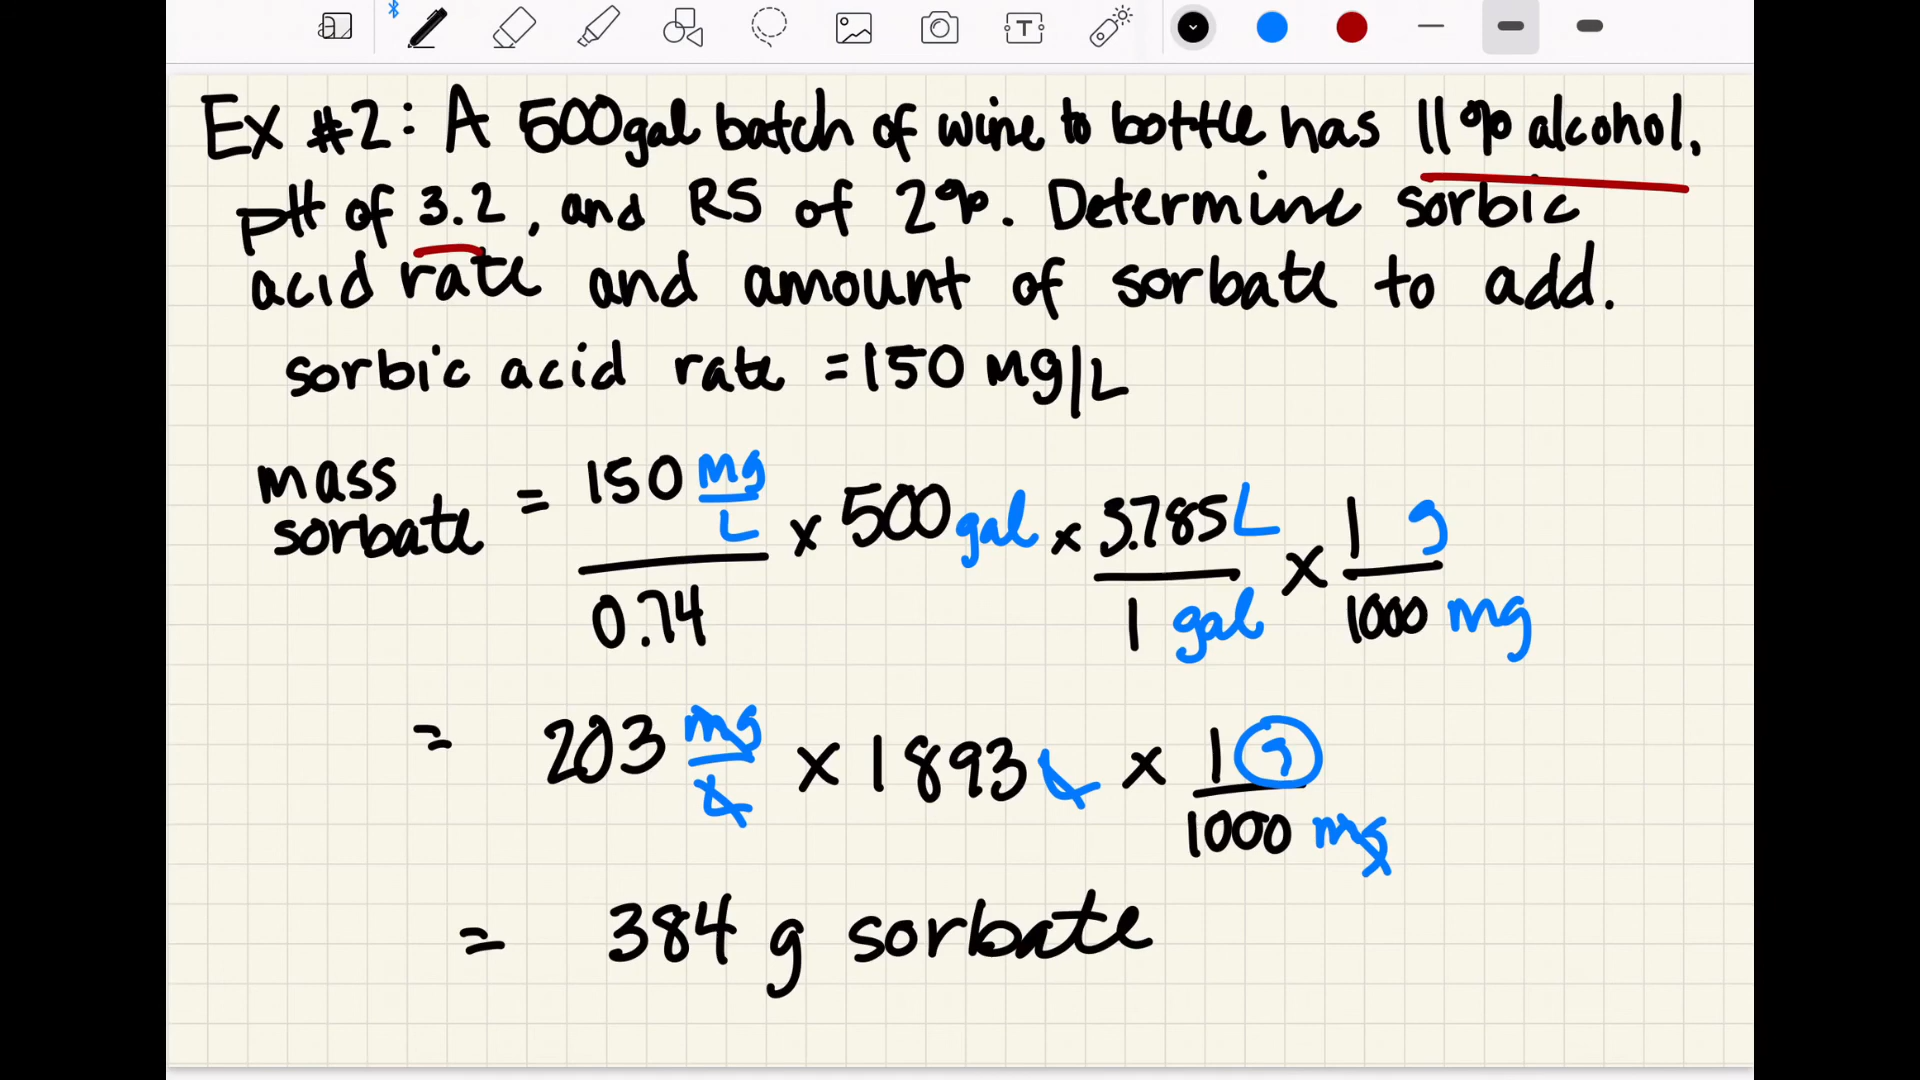 Ex #2: A 500gal batch of wine to bottle has 11% alcohol,
pH of 3.2, and RS of 2%. Determine sorbic
acid rate and amount of sorbate to add.
sorbic acid rate = 150 mg/L
mass sorbate = 150 mg/L / 0.74 x 500 gal x 3.785 L / 1 gal x 1 g / 1000 mg
= 203 mg/L x 1893 L x 1 g / 1000 mg
= 384 g sorbate